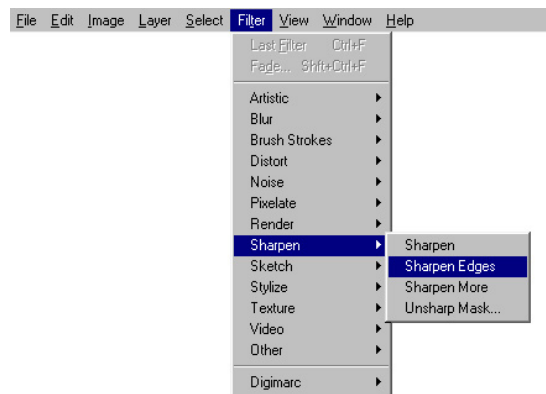 File Edit Image Layer Select Filter View Window Help
Last Filter Ctrl+F
Fade... Shft+Ctrl+F
Artistic
Blur
Brush Strokes
Distort
Noise
Pixelate
Render
Sharpen
Sketch
Stylize
Texture
Video
Other
Digimarc
Sharpen
Sharpen Edges
Sharpen More
Unsharp Mask...